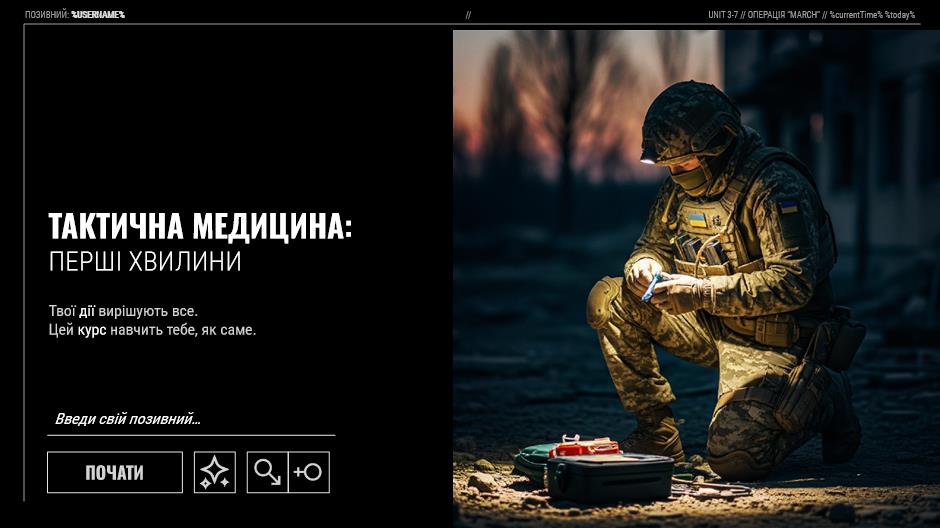 ПОЗИВНИЙ: %USERNAME%
//
UNIT 3-7 // ОПЕРАЦІЯ "MARCH" // %currentTime% %today%
ТАКТИЧНА МЕДИЦИНА:
ПЕРШІ ХВИЛИНИ
Твої дії вирішують все.
Цей курс навчить тебе, як саме.
Введи свій позивний...
ПОЧАТИ